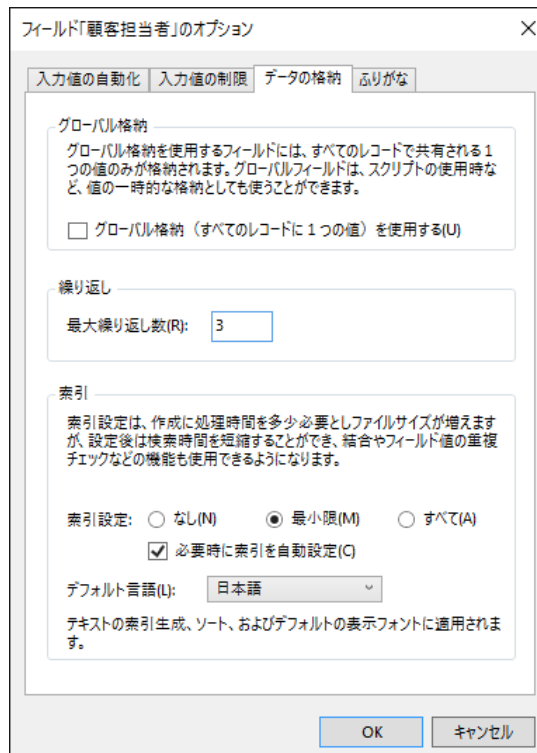 フィールド「顧客担当者」のオプション
入力値の自動化 入力値の制限 データの格納 ふりがな
グローバル格納
グローバル格納を使用するフィールドには、すべてのレコードで共有される1
つの値のみが格納されます。グローバルフィールドは、スクリプトの使用時な
ど、値の一時的な格納としても使うことができます。
グローバル格納（すべてのレコードに１つの値）を使用する(U)
繰り返し
最大繰り返し数(R): 3
索引
索引設定は、作成に処理時間を多少必要としファイルサイズが増えます
が、設定後は検索時間を短縮することができ、結合やフィールド値の重複
チェックなどの機能も使用できるようになります。
索引設定: なし(N) 最小限(M) すべて(A)
必要時に索引を自動設定(C)
デフォルト言語(L): 日本語
テキストの索引生成、ソート、およびデフォルトの表示フォントに適用されま
す。
OK キャンセル